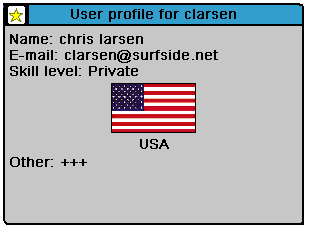 User profile for clarsen
Name: chris larsen
E-mail: clarsen@surfside.net
Skill level: Private
USA
Other: +++